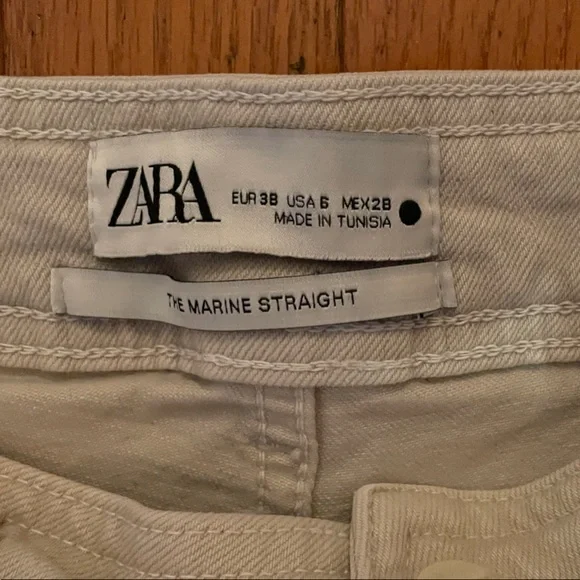 ZARA
EUR 38 USA 6 MEX 28
MADE IN TUNISIA
THE MARINE STRAIGHT